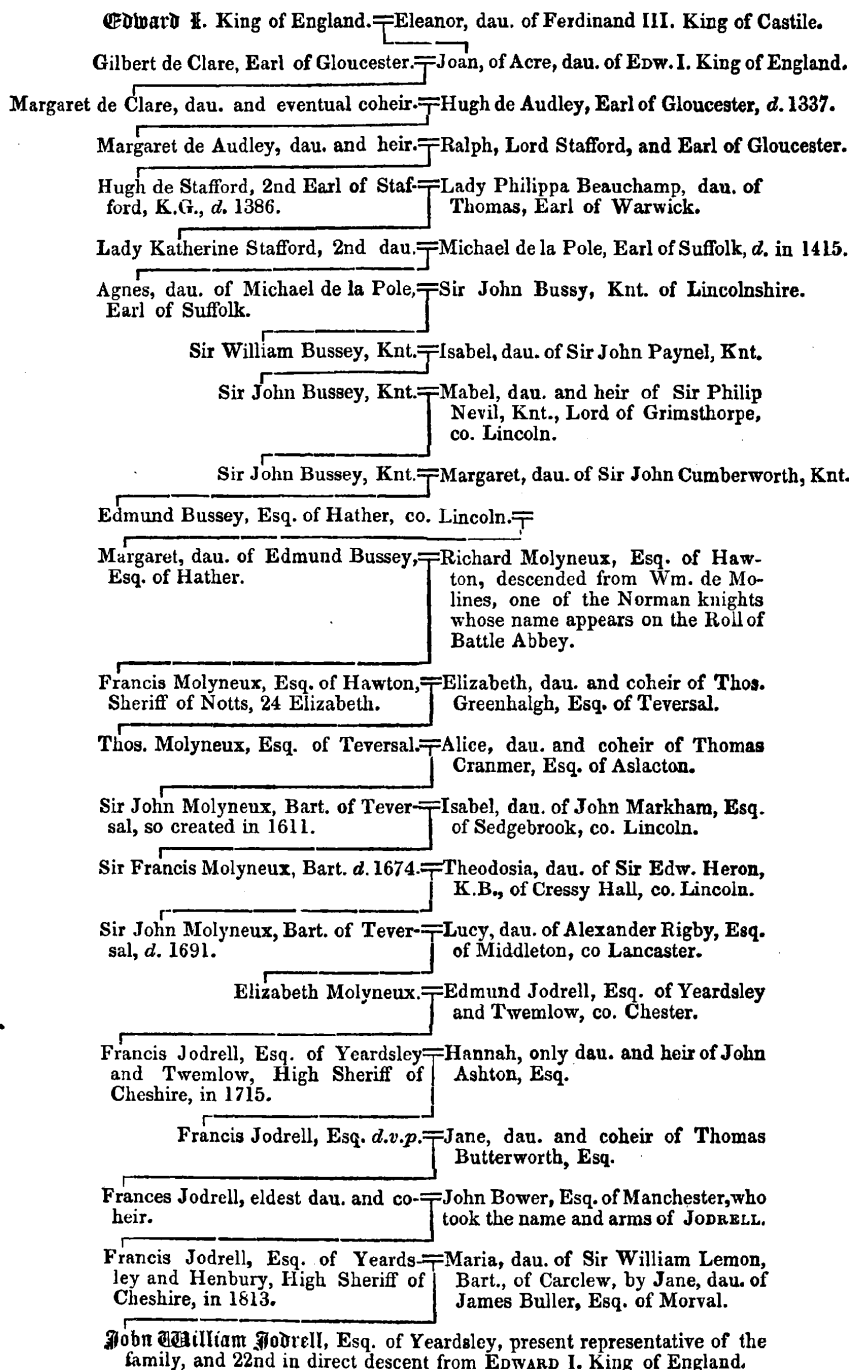 Edward I. King of England.=Eleanor, dau. of Ferdinand III. King of Castile.
Gilbert de Clare, Earl of Gloucester.=Joan, of Acre, dau. of EDW. I. King of England.
Margaret de Clare, dau. and eventual coheir.=Hugh de Audley, Earl of Gloucester, d. 1337.
Margaret de Audley, dau. and heir.=Ralph, Lord Stafford, and Earl of Gloucester.
Hugh de Stafford, 2nd Earl of Staf-=Lady Philippa Beauchamp, dau. of
ford, K.G., d. 1386. Thomas, Earl of Warwick.
Lady Katherine Stafford, 2nd dau.=Michael de la Pole, Earl of Suffolk, d. in 1415.
Agnes, dau. of Michael de la Pole,=Sir John Bussy, Knt. of Lincolnshire.
Earl of Suffolk.
Sir William Bussey, Knt.=Isabel, dau. of Sir John Paynel, Knt.
Sir John Bussey, Knt.=Mabel, dau. and heir of Sir Philip
Nevil, Knt., Lord of Grimsthorpe,
co. Lincoln.
Sir John Bussey, Knt.=Margaret, dau. of Sir John Cumberworth, Knt.
Edmund Bussey, Esq. of Hather, co. Lincoln.=
Margaret, dau. of Edmund Bussey,=Richard Molyneux, Esq. of Haw-
Esq. of Hather. ton, descended from Wm. de Mo-
lines, one of the Norman knights
whose name appears on the Roll of
Battle Abbey.
Francis Molyneux, Esq. of Hawton,=Elizabeth, dau. and coheir of Thos.
Sheriff of Notts, 24 Elizabeth. Greenhalgh, Esq. of Teversal.
Thos. Molyneux, Esq. of Teversal.=Alice, dau. and coheir of Thomas
Cranmer, Esq. of Aslacton.
Sir John Molyneux, Bart. of Tever-=Isabel, dau. of John Markham, Esq.
sal, so created in 1611. of Sedgebrook, co. Lincoln.
Sir Francis Molyneux, Bart. d. 1674.=Theodosia, dau. of Sir Edw. Heron,
K.B., of Cressy Hall, co. Lincoln.
Sir John Molyneux, Bart. of Tever-=Lucy, dau. of Alexander Rigby, Esq.
sal, d. 1691. of Middleton, co Lancaster.
Elizabeth Molyneux.=Edmund Jodrell, Esq. of Yeardsley
and Twemlow, co. Chester.
Francis Jodrell, Esq. of Yeardsley=Hannah, only dau. and heir of John
and Twemlow, High Sheriff of Ashton, Esq.
Cheshire, in 1715.
Francis Jodrell, Esq. d.v.p.=Jane, dau. and coheir of Thomas
Butterworth, Esq.
Frances Jodrell, eldest dau. and co-=John Bower, Esq. of Manchester, who
heir. took the name and arms of JODRELL.
Francis Jodrell, Esq. of Yeards-=Maria, dau. of Sir William Lemon,
ley and Henbury, High Sheriff of Bart., of Carclew, by Jane, dau. of
Cheshire, in 1813. James Buller, Esq. of Morval.
John William Jodrell, Esq. of Yeardsley, present representative of the
family, and 22nd in direct descent from EDWARD I. King of England.